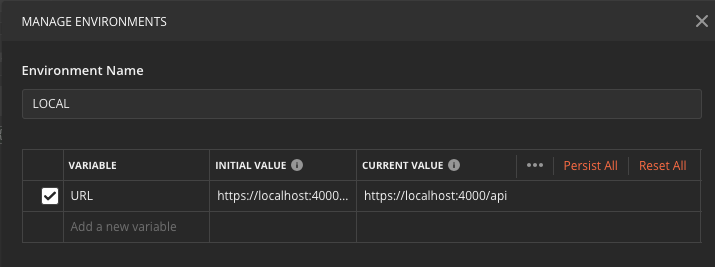 MANAGE ENVIRONMENTS
Environment Name
LOCAL
VARIABLE INITIAL VALUE CURRENT VALUE Persist All Reset All
URL https://localhost:4000... https://localhost:4000/api
Add a new variable